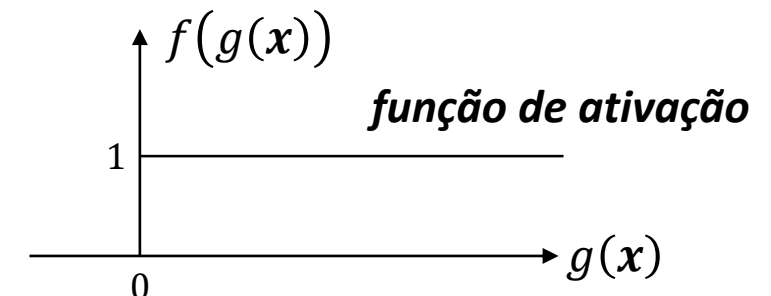 f(g(x))
função de ativação
1
g(x)
0